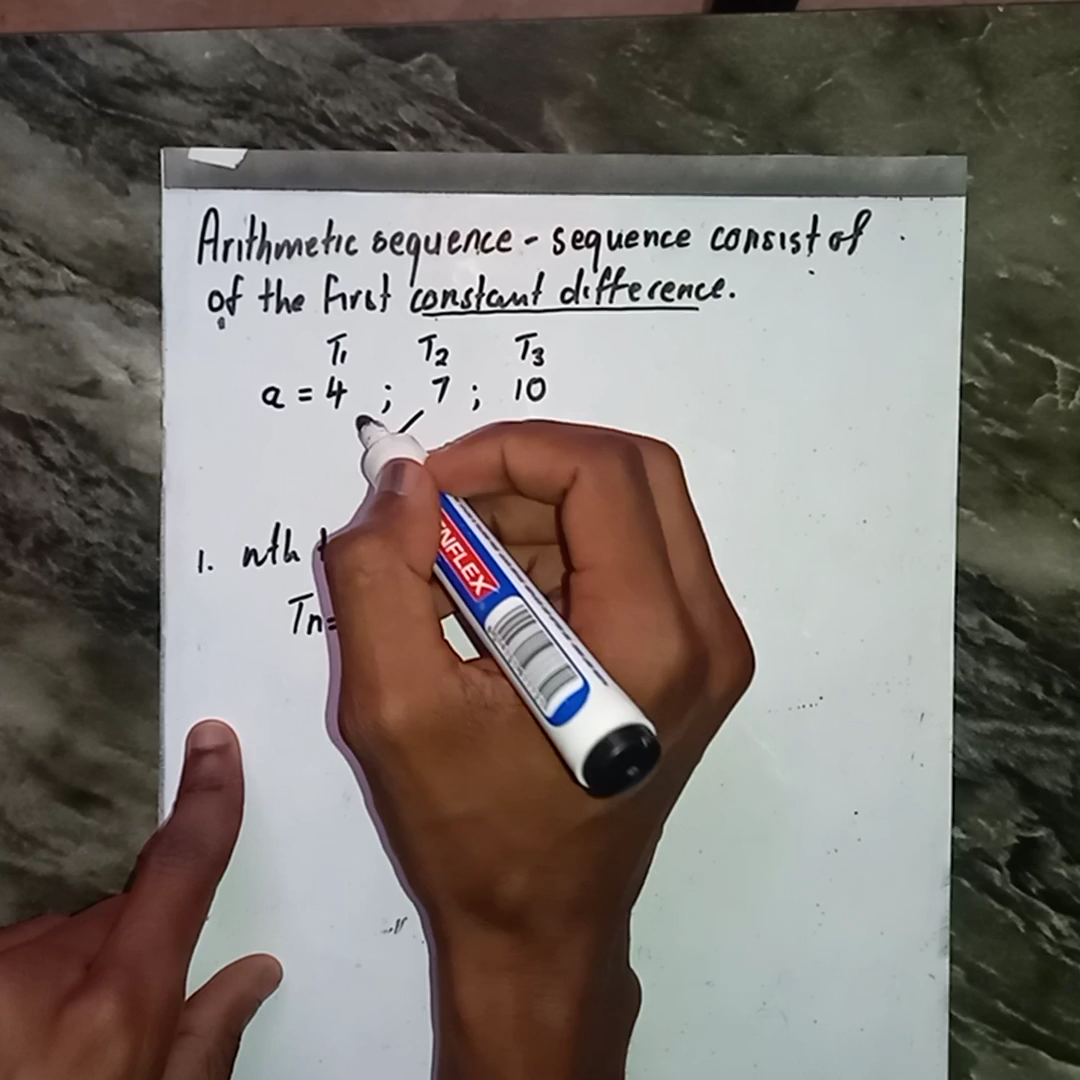 Arithmetic sequence - sequence consist of
of the first constant difference.
T1 T2 T3
a = 4 ; 7 ; 10
1. nth
Tn=
NFLEX